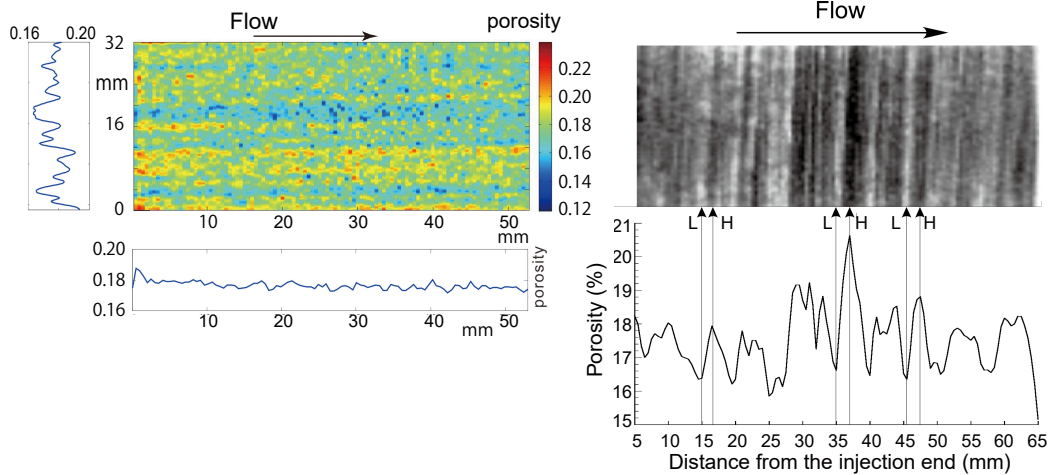 Flow
porosity
0.16 0.20
32
mm
16
0
10 20 30 40 50
mm
0.22
0.20
0.18
0.16
0.14
0.12
0.20
0.18
0.16
porosity
10 20 30 40 50
mm
Flow
L H L H L H
21
20
19
18
17
16
15
Porosity (%)
5 10 15 20 25 30 35 40 45 50 55 60 65
Distance from the injection end (mm)